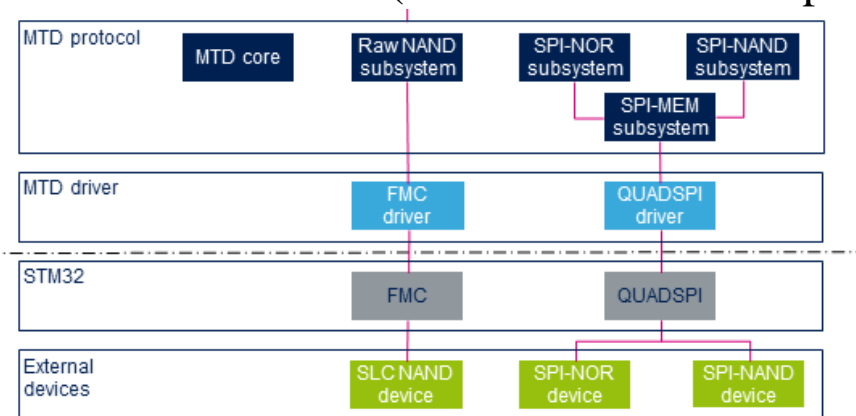 MTD protocol
MTD core
Raw NAND
subsystem
SPI-NOR
subsystem
SPI-NAND
subsystem
SPI-MEM
subsystem
MTD driver
FMC
driver
QUADSPI
driver
STM32
FMC
QUADSPI
External
devices
SLC NAND
device
SPI-NOR
device
SPI-NAND
device